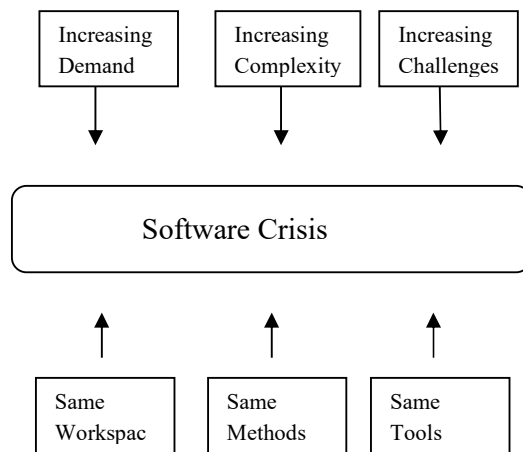 Increasing
Demand
Increasing
Complexity
Increasing
Challenges
Software Crisis
Same
Workspac
Same
Methods
Same
Tools